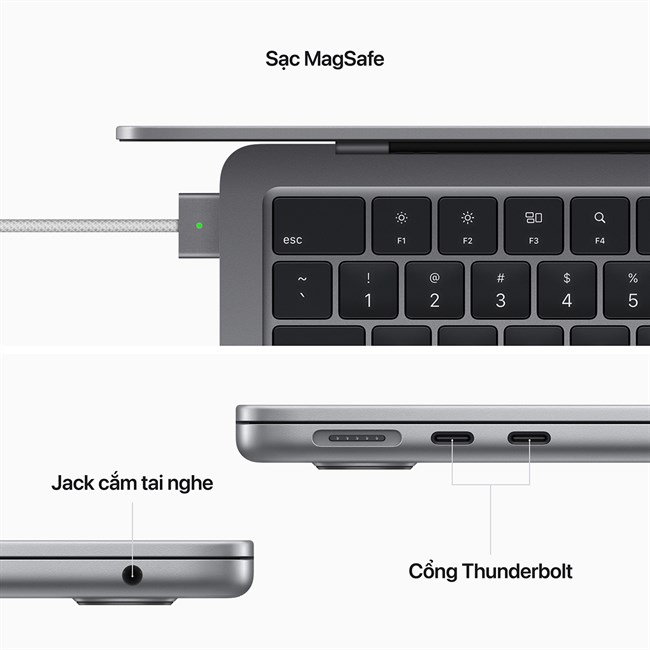 Sạc MagSafe
esc F1 F2 F3 F4
~ ! @ # $ %
` 1 2 3 4 5
Jack cắm tai nghe
Cổng Thunderbolt